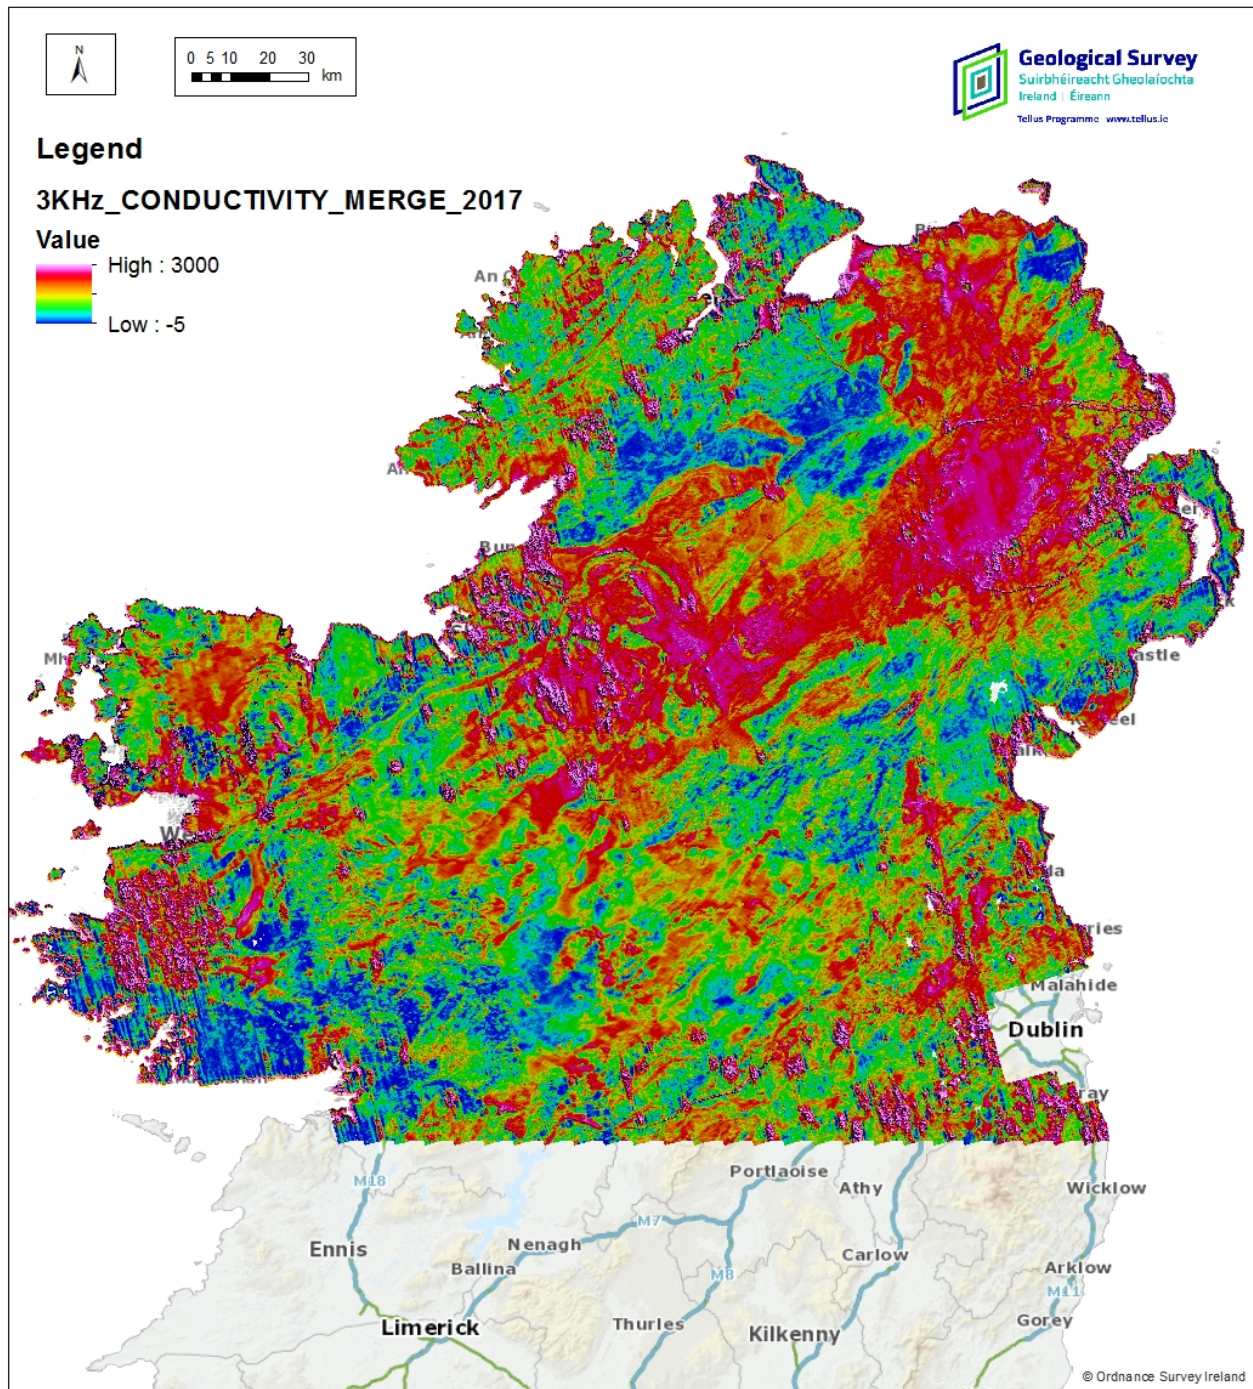 N
0 5 10 20 30
km
Geological Survey
Suirbhéireacht Gheolaíochta
Ireland | Éireann
Tellus Programme www.tellus.ie
Legend
3KHz_CONDUCTIVITY_MERGE_2017
Value
High : 3000
Low : -5
Malahide
Dublin
M18
Portlaoise
Athy
Wicklow
M7
Ennis
Nenagh
Ballina
Carlow
M8
Arklow
M11
Limerick
Thurles
Kilkenny
Gorey
© Ordnance Survey Ireland